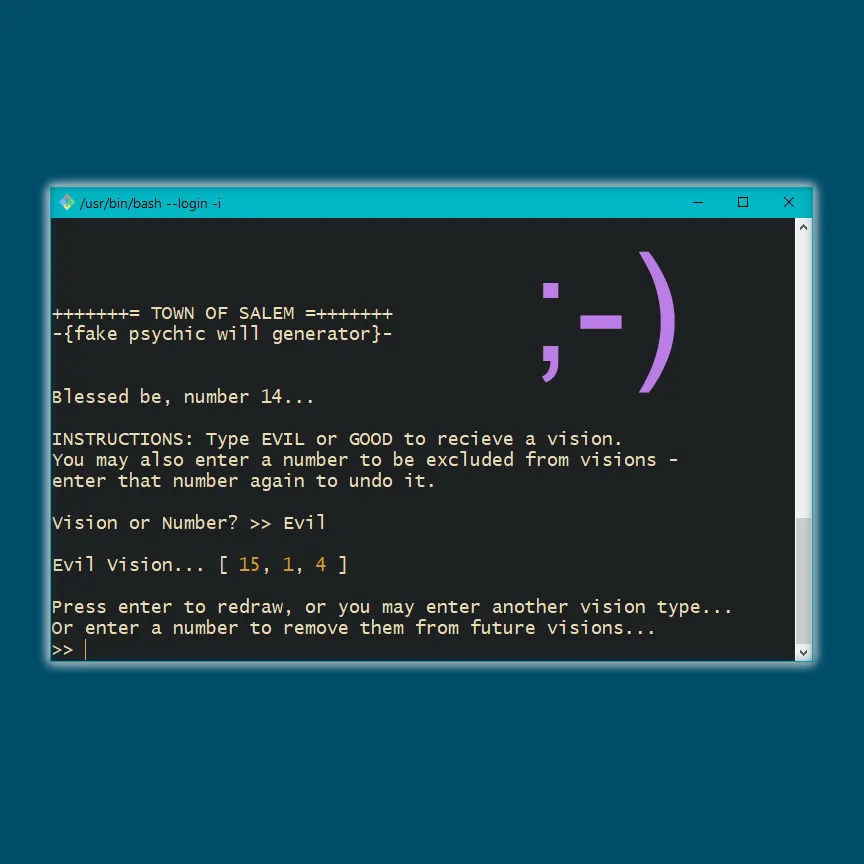 /usr/bin/bash --login -i
;-)
+++++++= TOWN OF SALEM =+++++++
-{fake psychic will generator}-
Blessed be, number 14...
INSTRUCTIONS: Type EVIL or GOOD to recieve a vision.
You may also enter a number to be excluded from visions -
enter that number again to undo it.
Vision or Number? >> Evil
Evil Vision... [ 15, 1, 4 ]
Press enter to redraw, or you may enter another vision type...
Or enter a number to remove them from future visions...
>>